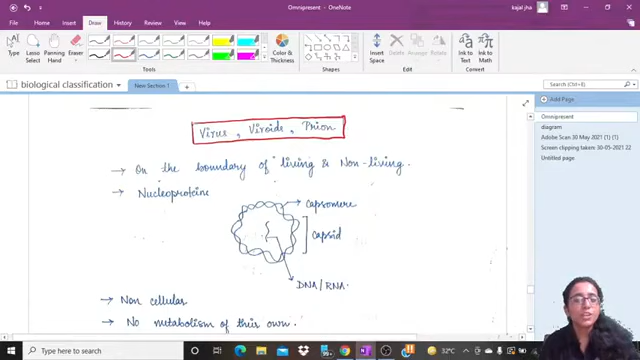 Omnipresent - OneNote
kajal jha
File Home Insert Draw History Review View
Type Lasso Select Panning Hand Eraser
Tools
Color & Thickness
Shapes
Insert Space Delete Arrange Rotate
Edit
Ink to Text Ink to Math
Convert
biological classification
New Section 1
Search (Ctrl+E)
Add Page
Omnipresent
diagram
Adobe Scan 30 May 2021 (1)
Screen clipping taken: 30-05-2021 22
Untitled page
Virus, Viroids, Prion
→ On the boundary of living & Non-living.
→ Nucleoproteins
Capsomere
Capsid
DNA/RNA.
→ Non cellular
→ No metabolism of their own.
Type here to search
99+
32°C
ENG